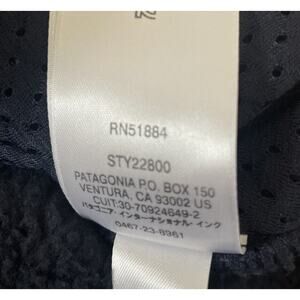 RN51884
STY22800
PATAGONIA P.O. BOX 150
VENTURA, CA 93002 US
CUIT:30-70924649-2
パタゴニア・インターナショナル・インク
0467-23-8961